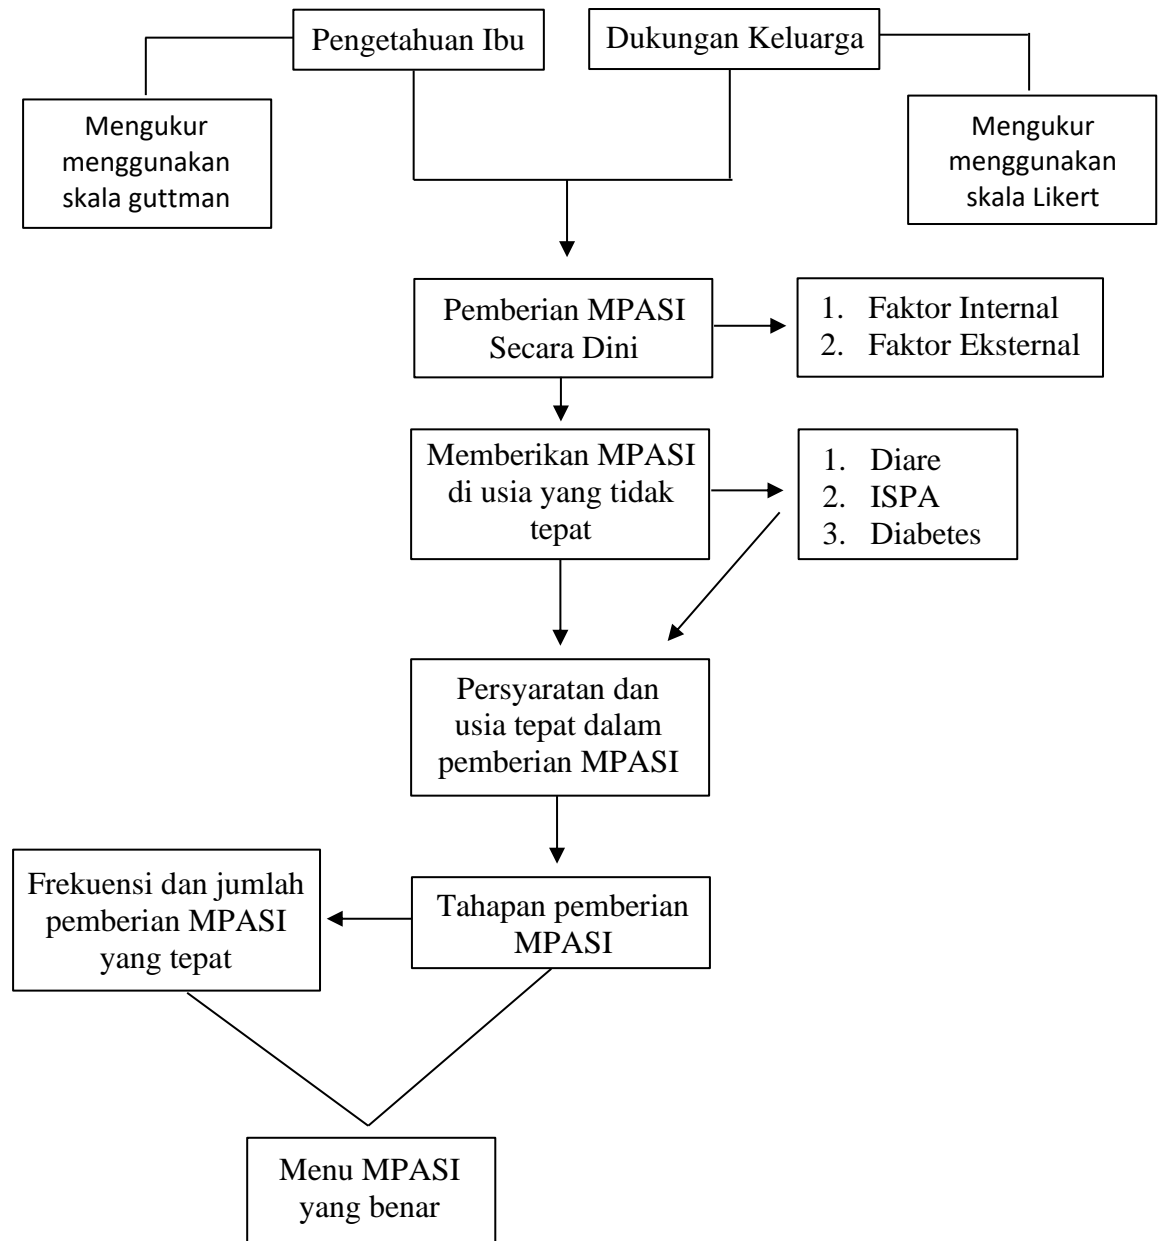 Pengetahuan Ibu
Dukungan Keluarga
Mengukur
menggunakan
skala guttman
Mengukur
menggunakan
skala Likert
Pemberian MPASI
Secara Dini
1. Faktor Internal
2. Faktor Eksternal
Memberikan MPASI
di usia yang tidak
tepat
1. Diare
2. ISPA
3. Diabetes
Persyaratan dan
usia tepat dalam
pemberian MPASI
Frekuensi dan jumlah
pemberian MPASI
yang tepat
Tahapan pemberian
MPASI
Menu MPASI
yang benar